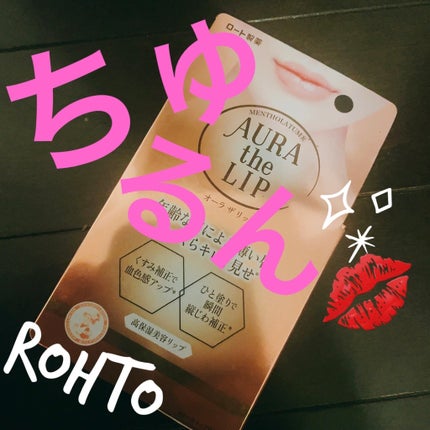 ロート製薬
ちゅ
るん
MENTHOLATUM
AURA
the
LIP
オーラ ザ リッ
くすみ補正で
血色感アップ*
ひと塗りで
瞬間
縦じわ補正*
高保湿美容リップ
ROHTO